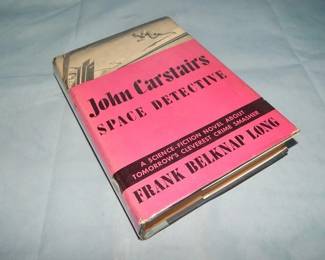 John Carstairs
SPACE DETECTIVE
A SCIENCE-FICTION NOVEL ABOUT
TOMORROW'S CLEVEREST CRIME SMASHER
FRANK BELKNAP LONG